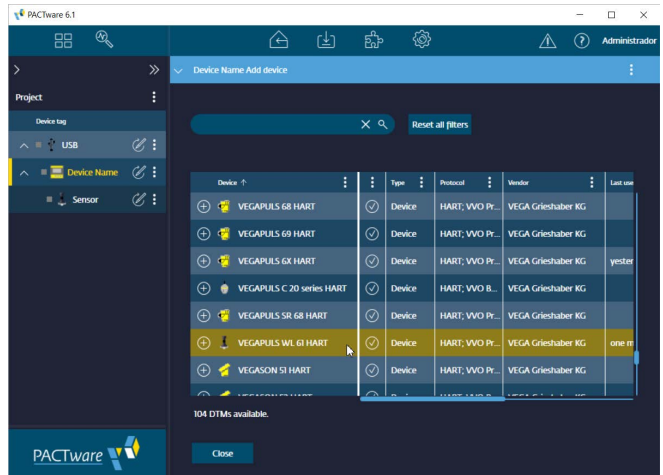 PACTware 6.1
Administrador
Device Name Add device
Project
Device tag
USB
Device Name
Sensor
Reset all filters
Device Type Protocol Vendor Last use
VEGAPULS 68 HART Device HART; VVO Pr... VEGA Grieshaber KG
VEGAPULS 69 HART Device HART; VVO Pr... VEGA Grieshaber KG
VEGAPULS 6X HART Device HART; VVO Pr... VEGA Grieshaber KG yester
VEGAPULS C 20 series HART Device HART; VVO B... VEGA Grieshaber KG
VEGAPULS SR 68 HART Device HART; VVO Pr... VEGA Grieshaber KG
VEGAPULS WL 61 HART Device HART; VVO Pr... VEGA Grieshaber KG one m
VEGASON 51 HART Device HART; VVO Pr... VEGA Grieshaber KG
104 DTMs available.
Close
PACTware